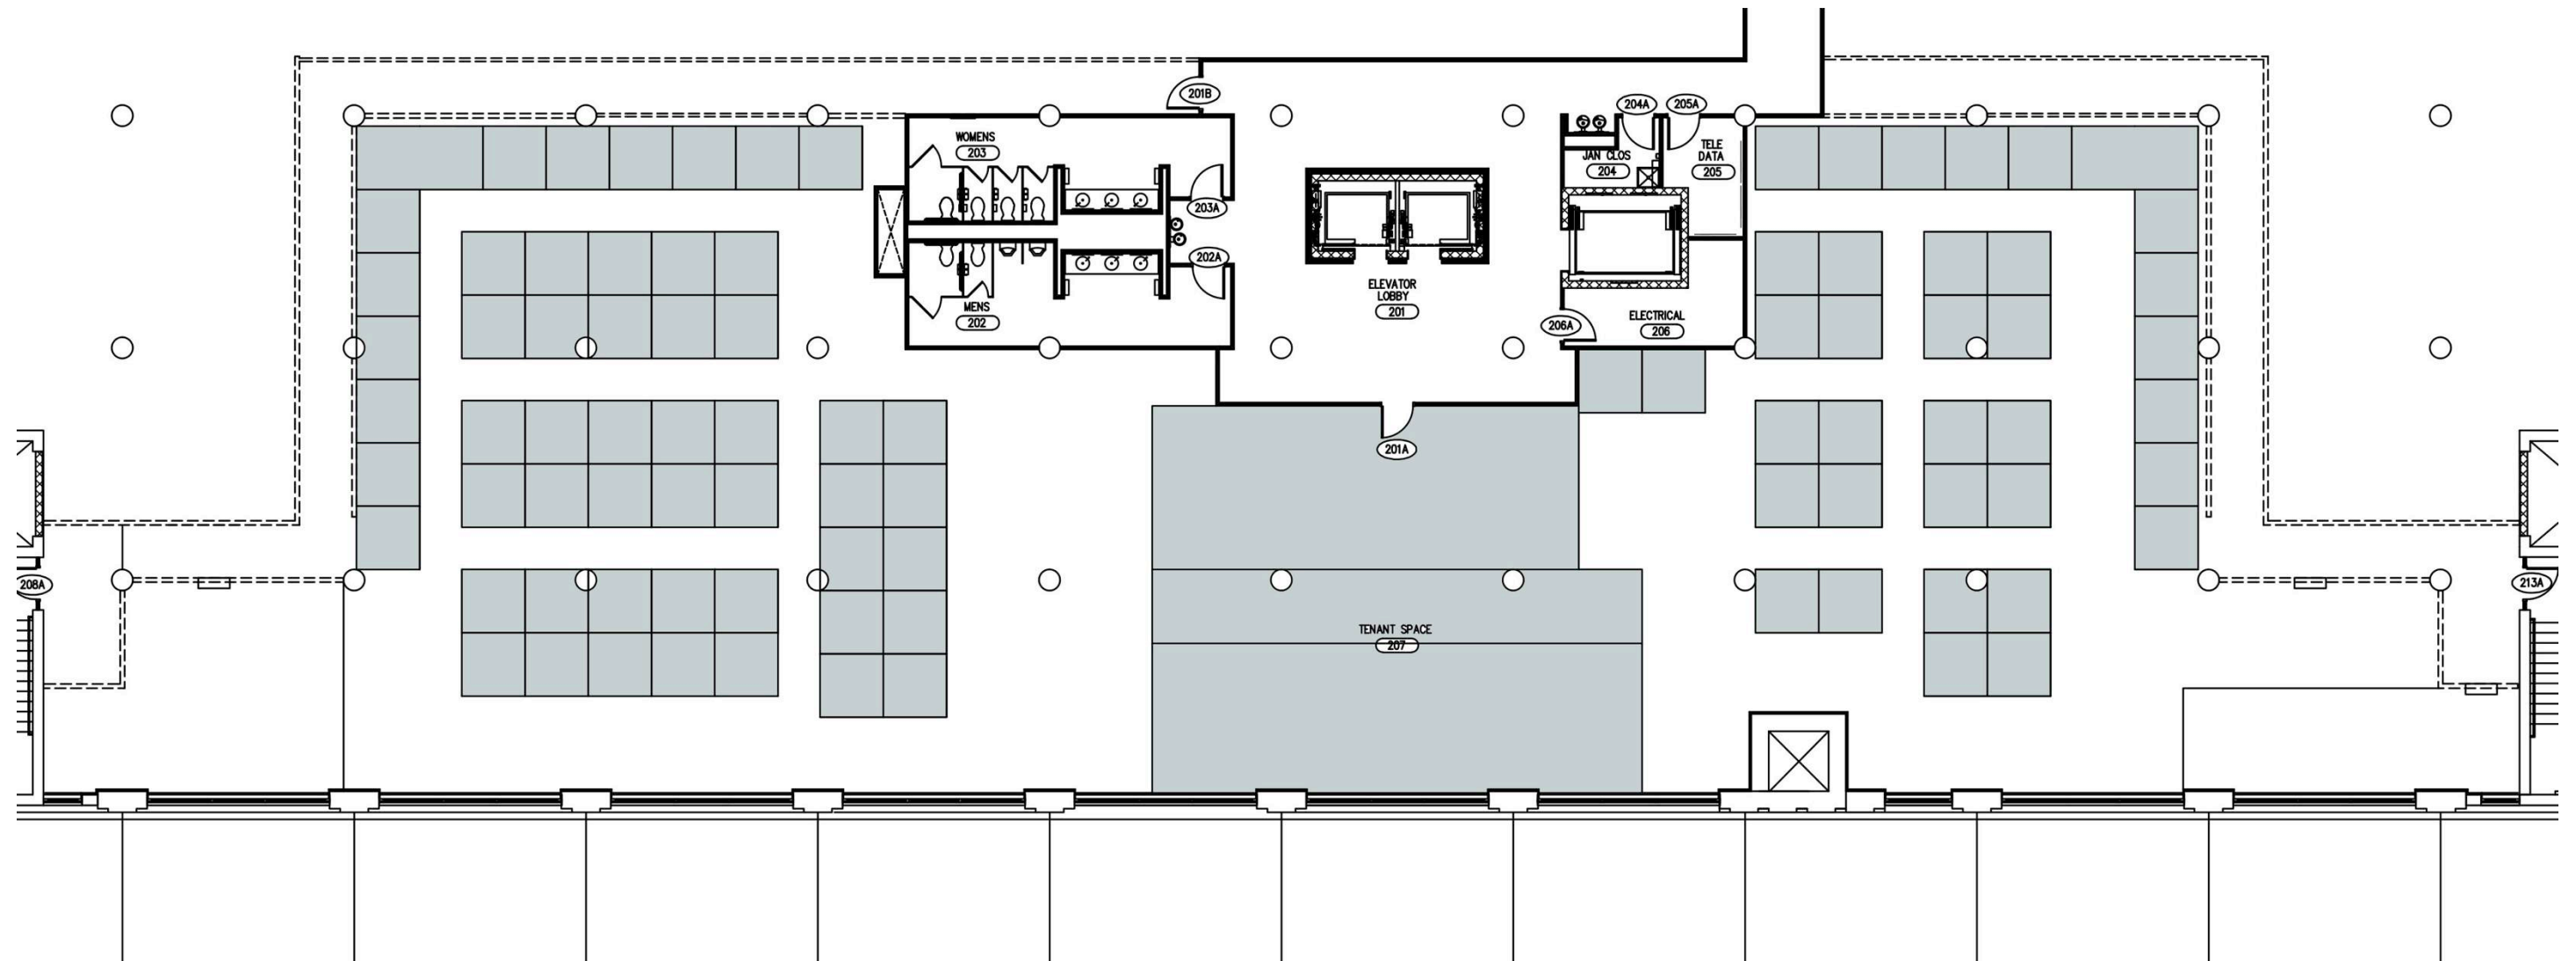 201B
204A 205A
WOMENS
203
JAN CLOS
204
TELE
DATA
205
203A
202A
MENS
202
ELEVATOR
LOBBY
201
206A
ELECTRICAL
206
201A
208A
213A
TENANT SPACE
207